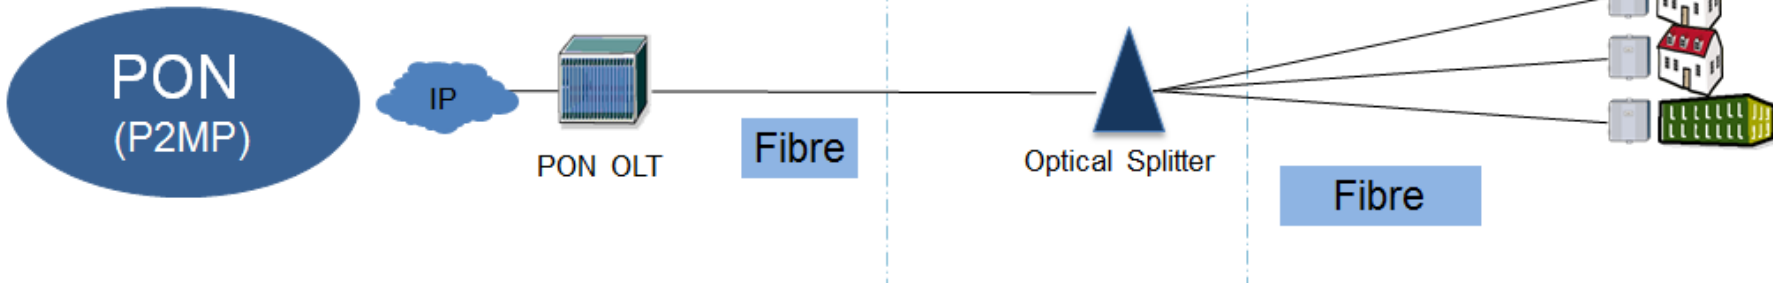 PON
(P2MP)
IP
PON OLT
Fibre
Optical Splitter
Fibre